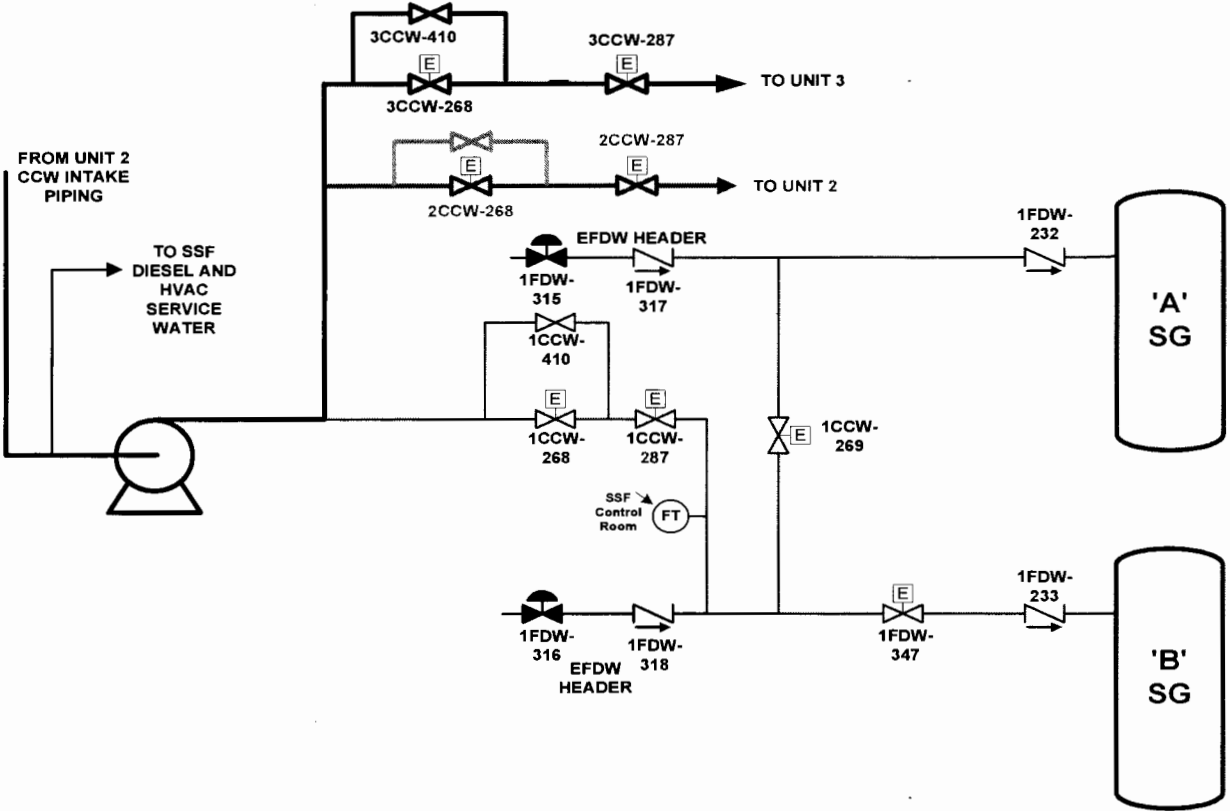 3CCW-410
E
3CCW-268
3CCW-287
E
TO UNIT 3
FROM UNIT 2
CCW INTAKE
PIPING
TO SSF
DIESEL AND
HVAC
SERVICE
WATER
E
2CCW-268
2CCW-287
E
TO UNIT 2
EFDW HEADER
1FDW-
315
1FDW-
317
1FDW-
232
'A'
SG
1CCW-
410
E
1CCW-
268
E
1CCW-
287
E
1CCW-
269
SSF
Control
Room
FT
1FDW-
316
EFDW
HEADER
1FDW-
318
E
1FDW-
347
1FDW-
233
'B'
SG